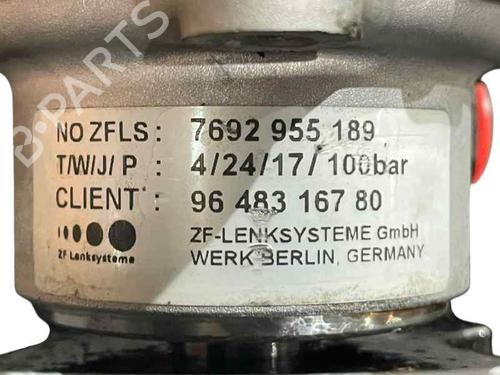 B-PARTS
NO ZFLS : 7692 955 189
T/W/J/ P : 4/24/17/ 100bar
CLIENT* : 96 483 167 80
ZF-LENKSYSTEME GmbH
ZF Lenksysteme WERK BERLIN, GERMANY